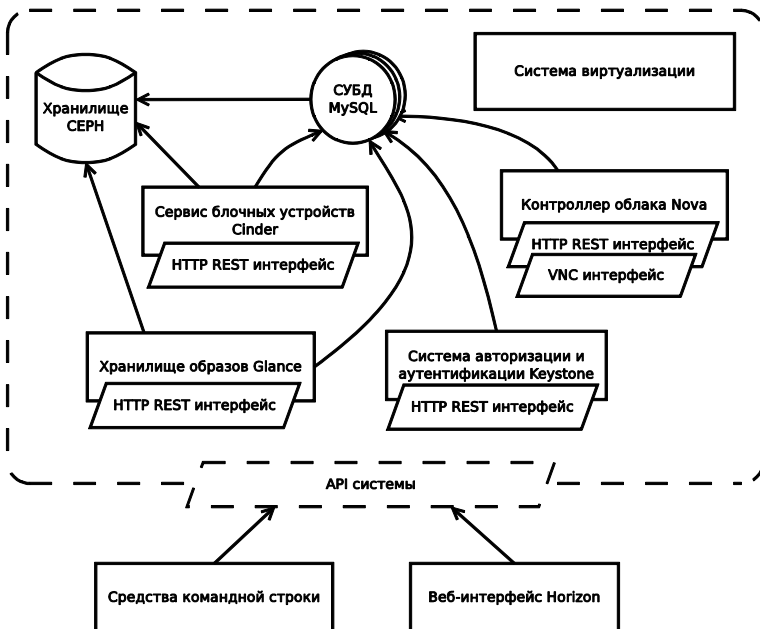 Хранилище
CEPH
СУБД
MySQL
Система виртуализации
Сервис блочных устройств
Cinder
HTTP REST интерфейс
Контроллер облака Nova
HTTP REST интерфейс
VNC интерфейс
Хранилище образов Glance
HTTP REST интерфейс
Система авторизации и
аутентификации Keystone
HTTP REST интерфейс
API системы
Средства командной строки
Веб-интерфейс Horizon